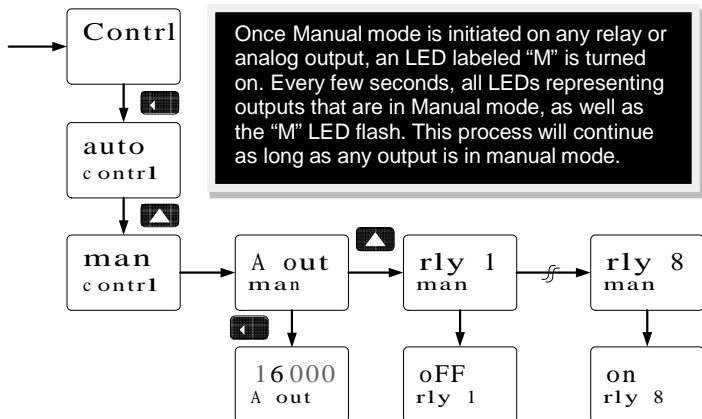 Contrl
Once Manual mode is initiated on any relay or
analog output, an LED labeled “M” is turned
on. Every few seconds, all LEDs representing
outputs that are in Manual mode, as well as
the “M” LED flash. This process will continue
as long as any output is in manual mode.
auto
contrl
man
contrl
A out
man
rly 1
man
rly 8
man
16.000
A out
oFF
rly 1
on
rly 8